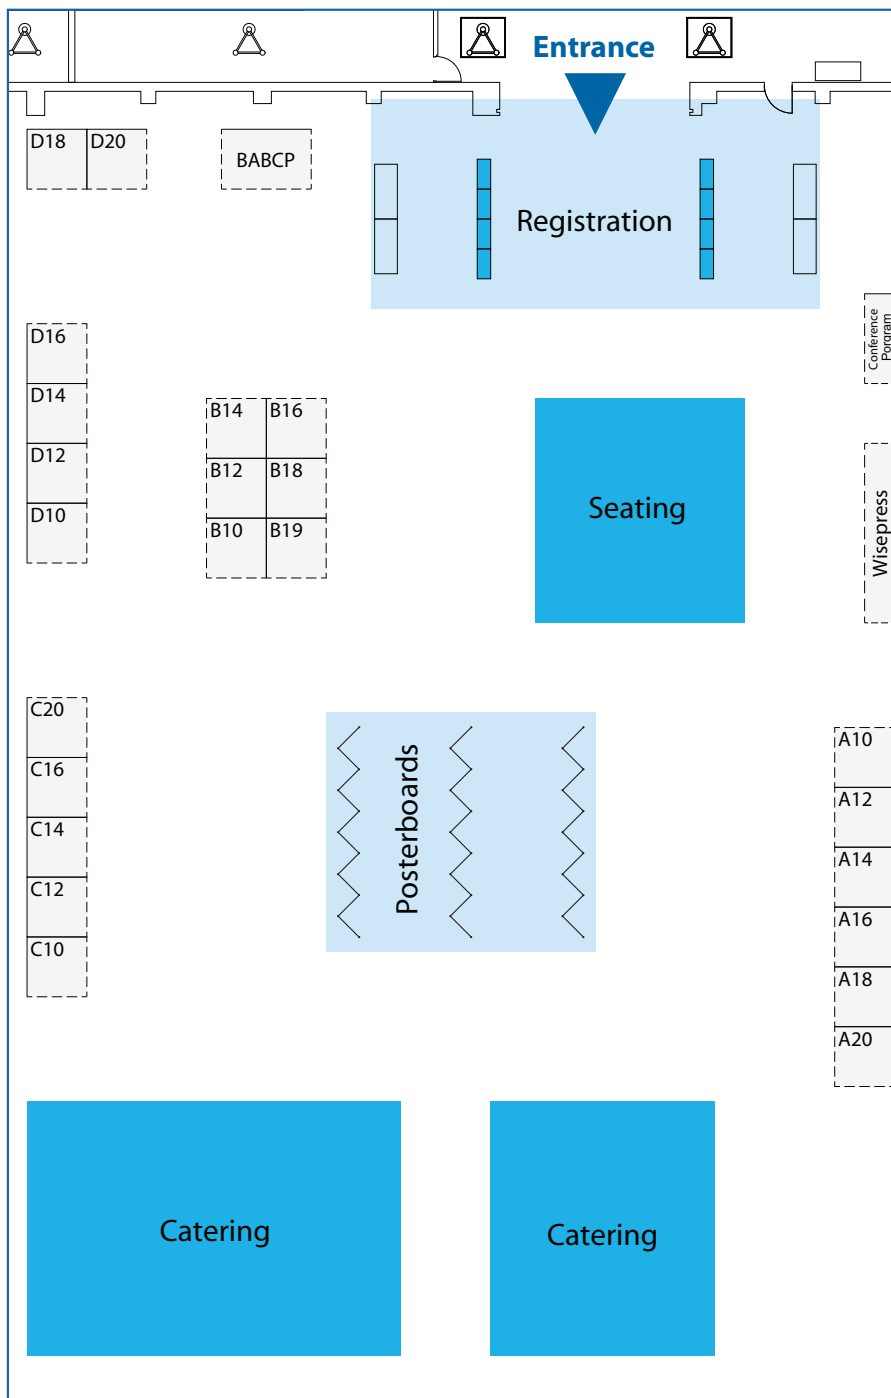 Entrance
D18 D20
BABCP
Registration
Conference
Porgram
D16
D14
D12
D10
B14 B16
B12 B18
B10 B19
Seating
Wisepress
C20
C16
C14
C12
C10
Posterboards
A10
A12
A14
A16
A18
A20
Catering
Catering